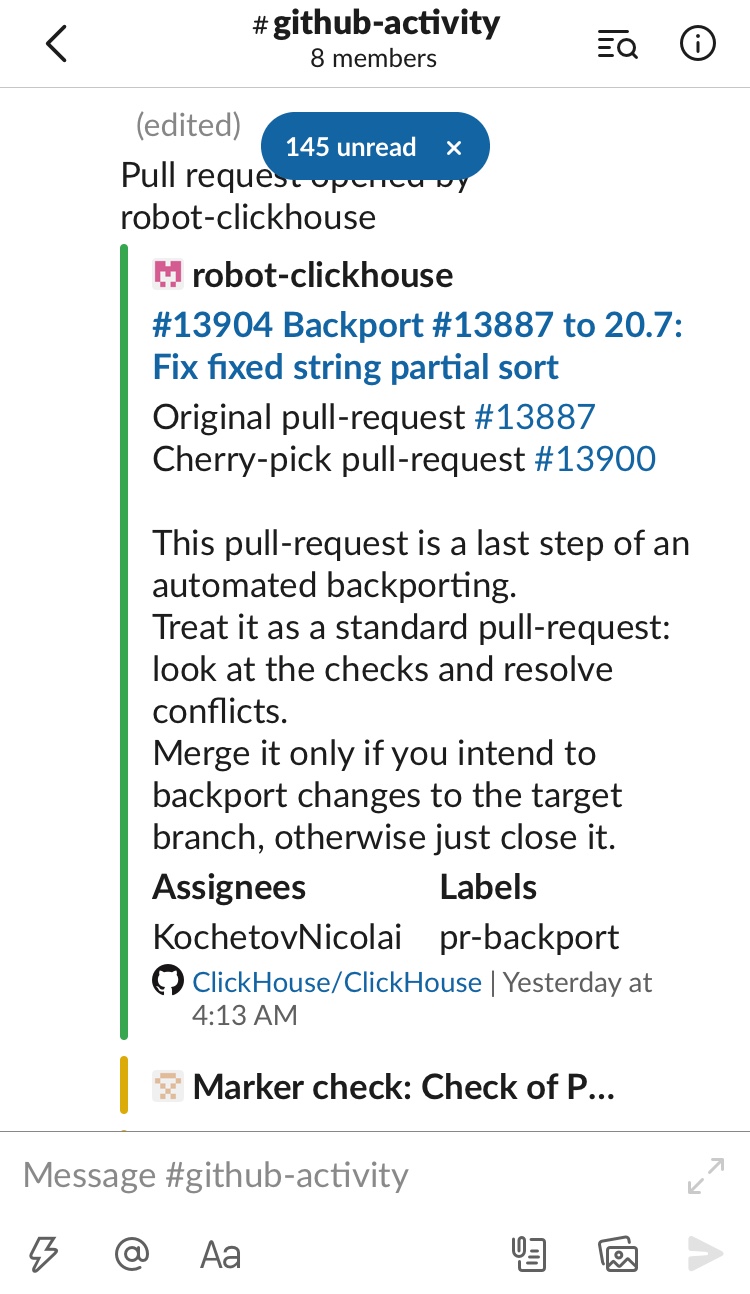 #github-activity
8 members
(edited)
145 unread ×
Pull request opened by
robot-clickhouse
robot-clickhouse
#13904 Backport #13887 to 20.7:
Fix fixed string partial sort
Original pull-request #13887
Cherry-pick pull-request #13900
This pull-request is a last step of an
automated backporting.
Treat it as a standard pull-request:
look at the checks and resolve
conflicts.
Merge it only if you intend to
backport changes to the target
branch, otherwise just close it.
Assignees Labels
KochetovNicolai pr-backport
ClickHouse/ClickHouse | Yesterday at
4:13 AM
Marker check: Check of P...
Message #github-activity
@ Aa